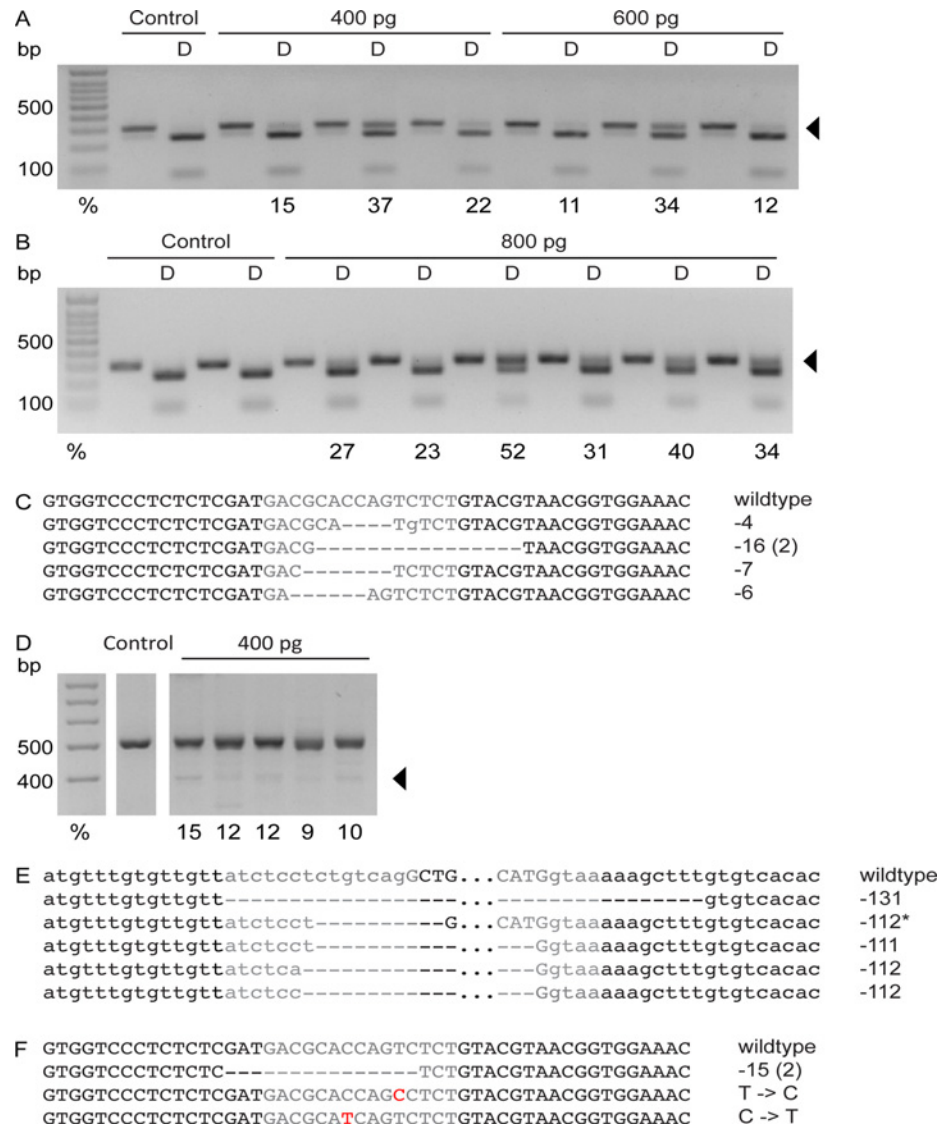 A
Control 400 pg 600 pg
bp D D D D D D D
500
100
% 15 37 22 11 34 12
B
Control 800 pg
bp D D D D D D D D
500
100
% 27 23 52 31 40 34
C GTGGTCCCTCTCTCGATGACGCACCAGTCTCTGTACGTAACGGTGGAAAC wildtype
GTGGTCCCTCTCTCGATGACGCA----TgTCTGTACGTAACGGTGGAAAC -4
GTGGTCCCTCTCTCGATGACG----------------TAACGGTGGAAAC -16 (2)
GTGGTCCCTCTCTCGATGAC-------TCTCTGTACGTAACGGTGGAAAC -7
GTGGTCCCTCTCTCGATGA------AGTCTCTGTACGTAACGGTGGAAAC -6
D
Control 400 pg
bp
500
400
% 15 12 12 9 10
E atgtttgtgttgttatctcctctgtcagGCTG...CATGgtaaaaagctttgtgtcacac wildtype
atgtttgtgttgtt------------------...----------------gtgtcacac -131
atgtttgtgttgttatctcct----------G...CATGgtaaaaagctttgtgtcacac -112*
atgtttgtgttgttatctcct-----------...---Ggtaaaaagctttgtgtcacac -111
atgtttgtgttgttatctca------------...---Ggtaaaaagctttgtgtcacac -112
atgtttgtgttgttatctcc------------...---Ggtaaaaagctttgtgtcacac -112
F GTGGTCCCTCTCTCGATGACGCACCAGTCTCTGTACGTAACGGTGGAAAC wildtype
GTGGTCCCTCTCTC---------------TCTGTACGTAACGGTGGAAAC -15 (2)
GTGGTCCCTCTCTCGATGACGCACCAGCCTCTGTACGTAACGGTGGAAAC T -> C
GTGGTCCCTCTCTCGATGACGCATCAGTCTCTGTACGTAACGGTGGAAAC C -> T